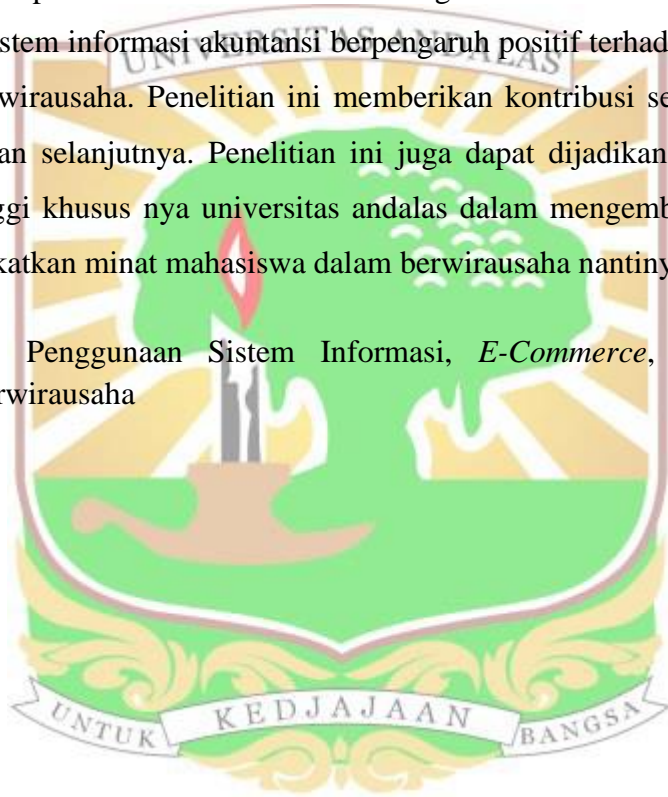 stem informasi akuntansi berpengaruh positif terhad
UNIVERSITAS ANDALAS
wirausaha. Penelitian ini memberikan kontribusi se
an selanjutnya. Penelitian ini juga dapat dijadikan
ggi khusus nya universitas andalas dalam mengemb
katkan minat mahasiswa dalam berwirausaha nantiny
Penggunaan Sistem Informasi, E-Commerce,
rwirausaha
UNTUK KEDJAJAAN BANGSA